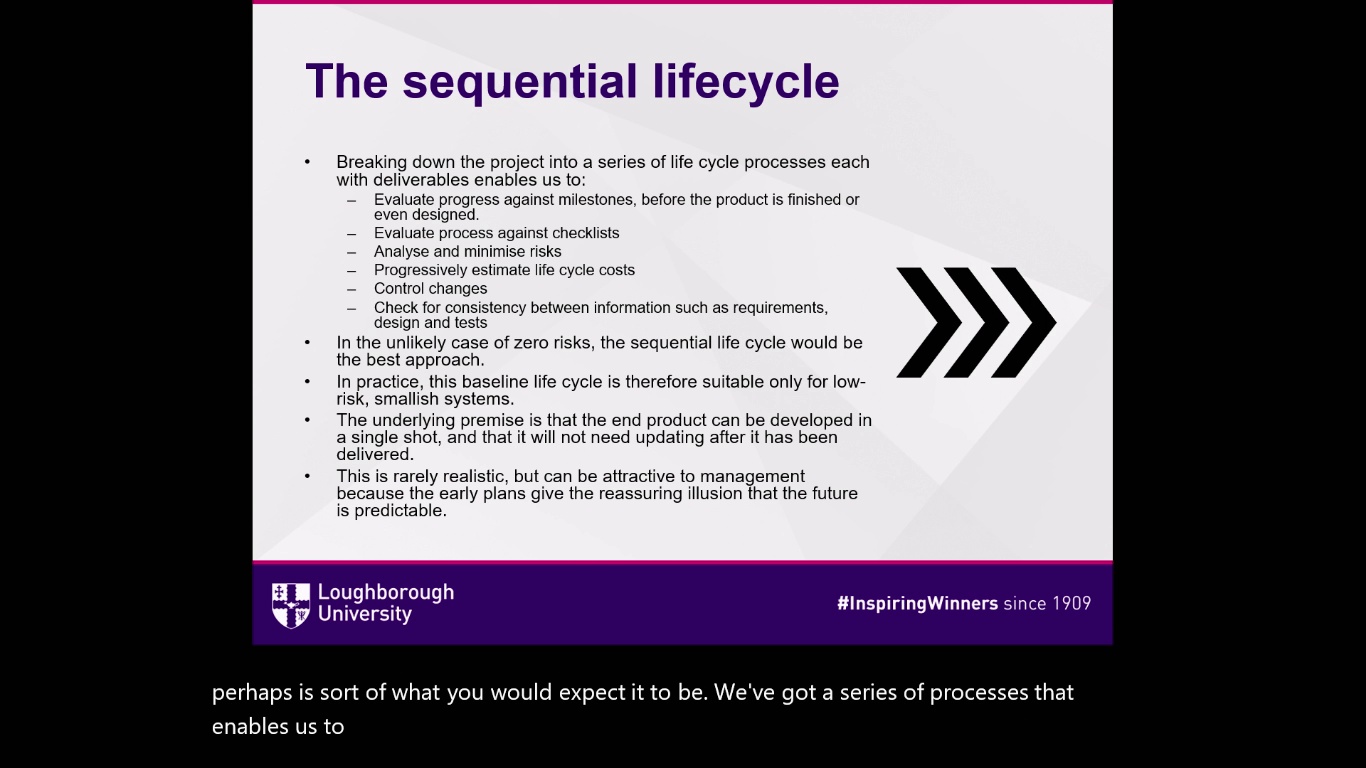 The sequential lifecycle
• Breaking down the project into a series of life cycle processes each
with deliverables enables us to:
– Evaluate progress against milestones, before the product is finished or
even designed.
– Evaluate process against checklists
– Analyse and minimise risks
– Progressively estimate life cycle costs
– Control changes
– Check for consistency between information such as requirements,
design and tests
• In the unlikely case of zero risks, the sequential life cycle would be
the best approach.
• In practice, this baseline life cycle is therefore suitable only for low-
risk, smallish systems.
• The underlying premise is that the end product can be developed in
a single shot, and that it will not need updating after it has been
delivered.
• This is rarely realistic, but can be attractive to management
because the early plans give the reassuring illusion that the future
is predictable.
Loughborough
University
#InspiringWinners since 1909
perhaps is sort of what you would expect it to be. We've got a series of processes that
enables us to